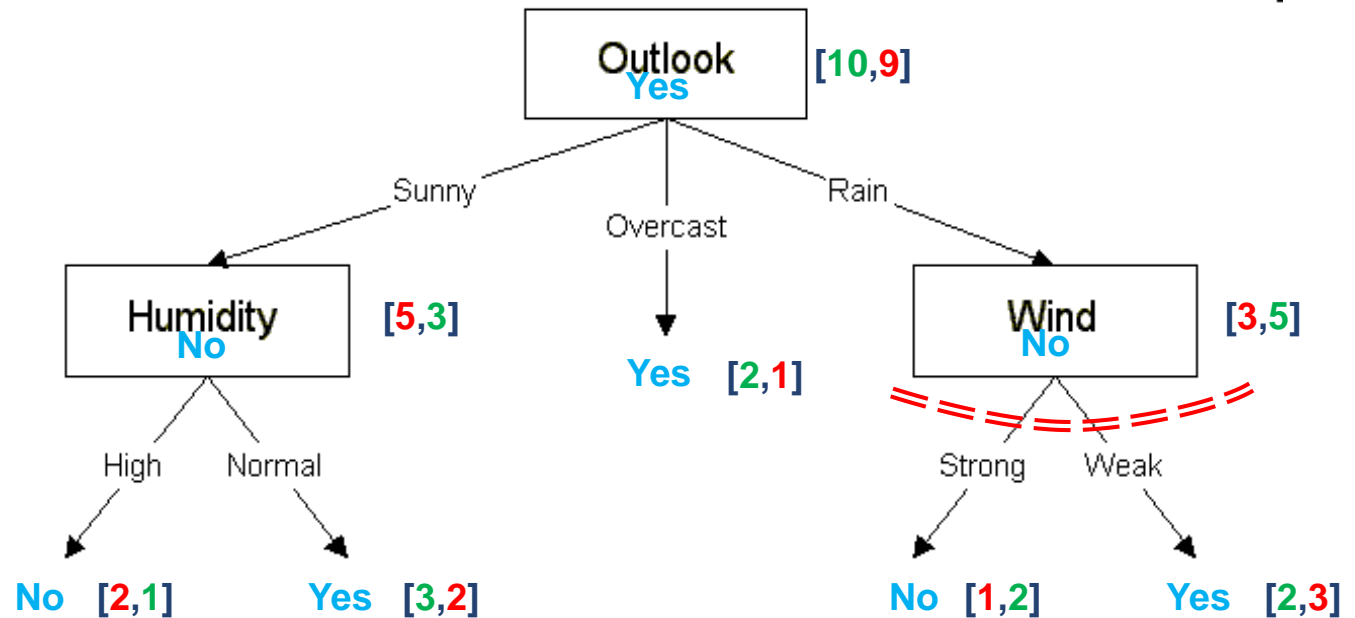 Outlook [10,9]
Yes
Sunny
Rain
Overcast
Humidity [5,3]
No
Wind [3,5]
No
Yes [2,1]
High Normal
Strong Weak
No [2,1] Yes [3,2] No [1,2] Yes [2,3]